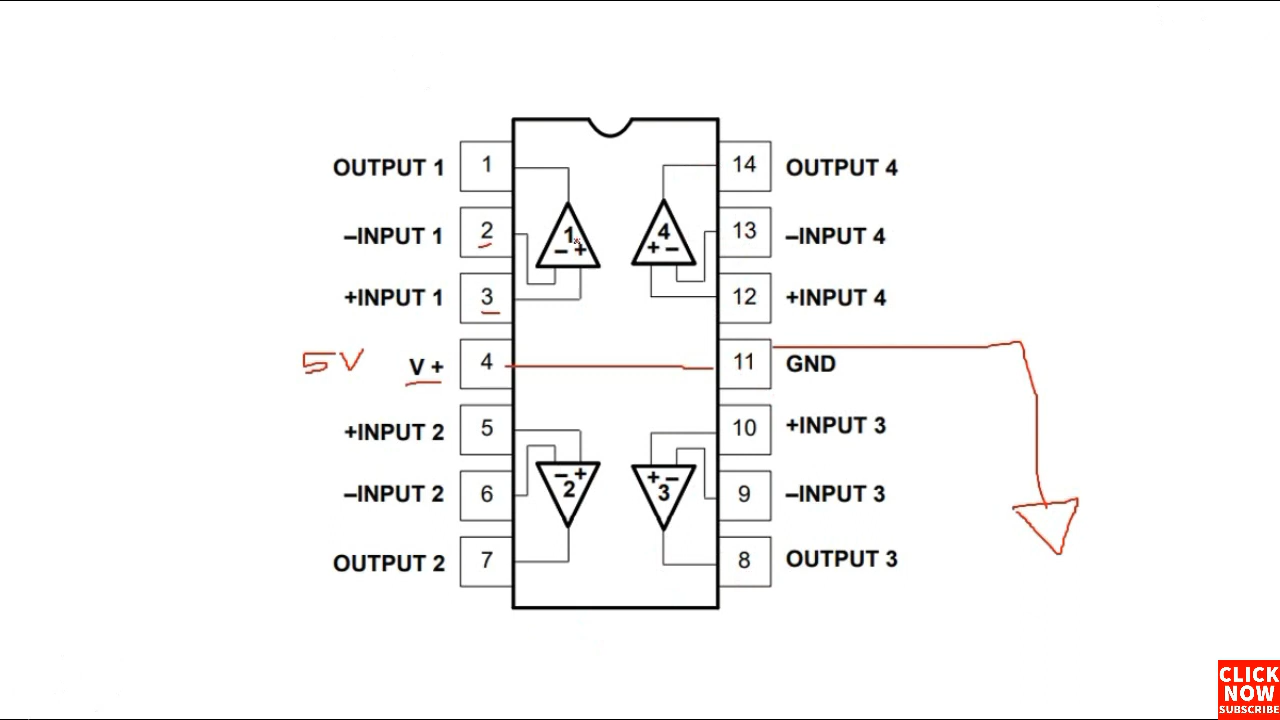 OUTPUT 1 1 14 OUTPUT 4
–INPUT 1 2 13 –INPUT 4
1 – +
4 + –
+INPUT 1 3 12 +INPUT 4
5V V + 4 11 GND
+INPUT 2 5 10 +INPUT 3
– + 2
+ – 3
–INPUT 2 6 9 –INPUT 3
OUTPUT 2 7 8 OUTPUT 3
CLICK
NOW
SUBSCRIBE